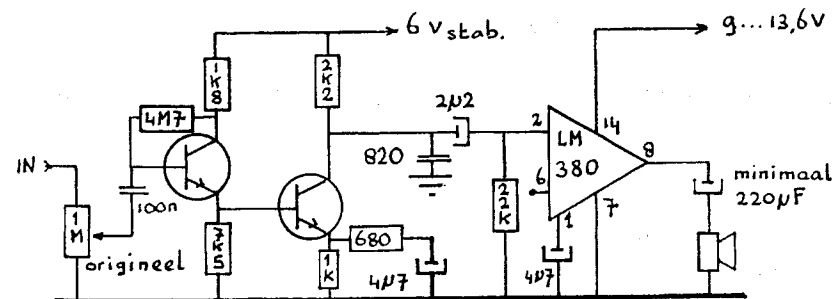 6 V stab.
9...13,6V
1K8
2K2
4M7
2µ2
2
LM
380
14
8
6
7
1
IN
100n
820
minimaal
220µF
1M
origineel
7K5
680
1K
4µ7
22K
4µ7